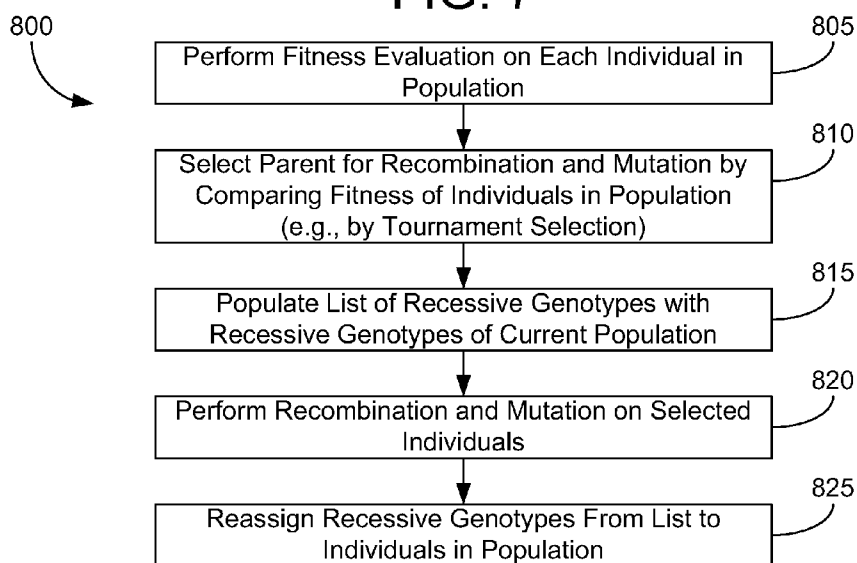 FIG. 7
800
805
Perform Fitness Evaluation on Each Individual in
Population
810
Select Parent for Recombination and Mutation by
Comparing Fitness of Individuals in Population
(e.g., by Tournament Selection)
815
Populate List of Recessive Genotypes with
Recessive Genotypes of Current Population
820
Perform Recombination and Mutation on Selected
Individuals
825
Reassign Recessive Genotypes From List to
Individuals in Population